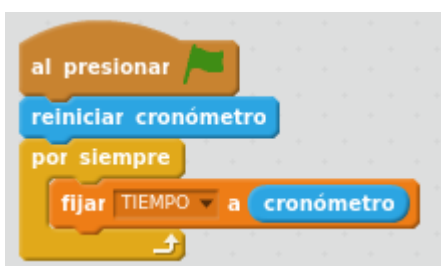 al presionar
reiniciar cronómetro
por siempre
fijar TIEMPO a cronómetro